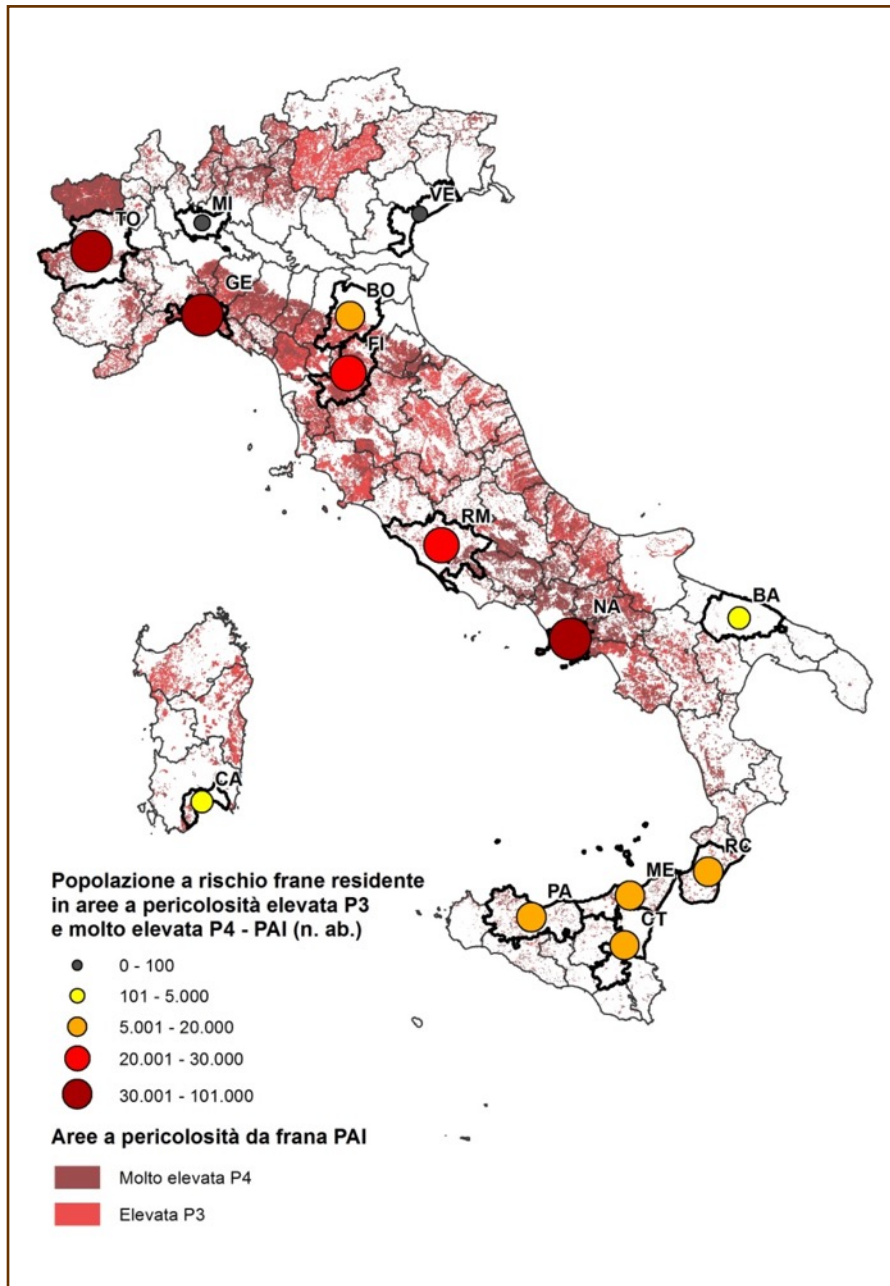 VE
MI
TO
GE
BO
FI
RM
BA
NA
CA
RC
ME
PA
CT
Popolazione a rischio frane residente
in aree a pericolosità elevata P3
e molto elevata P4 - PAI (n. ab.)
0 - 100
101 - 5.000
5.001 - 20.000
20.001 - 30.000
30.001 - 101.000
Aree a pericolosità da frana PAI
Molto elevata P4
Elevata P3